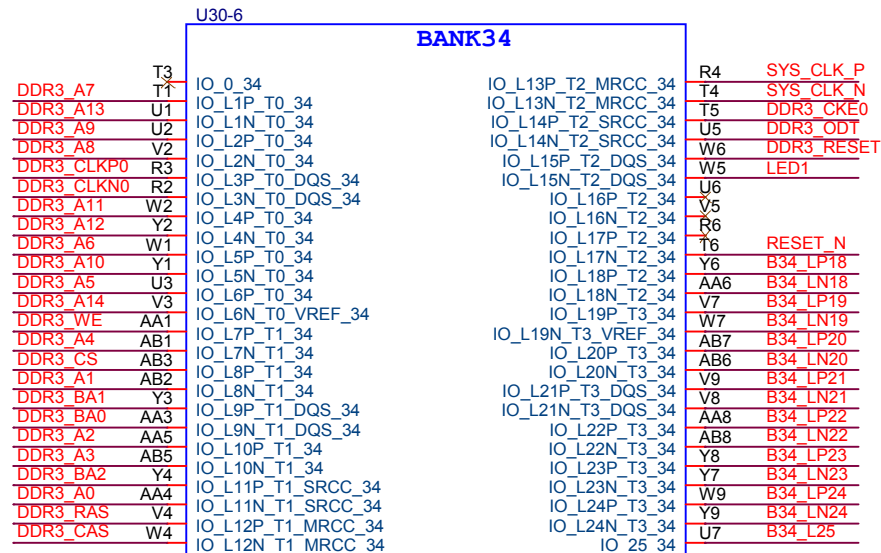 U30-6
BANK34
T3 IO_0_34 IO_L13P_T2_MRCC_34 R4 SYS_CLK_P
DDR3_A7 T1 IO_L1P_T0_34 IO_L13N_T2_MRCC_34 T4 SYS_CLK_N
DDR3_A13 U1 IO_L1N_T0_34 IO_L14P_T2_SRCC_34 T5 DDR3_CKE0
DDR3_A9 U2 IO_L2P_T0_34 IO_L14N_T2_SRCC_34 U5 DDR3_ODT
DDR3_A8 V2 IO_L2N_T0_34 IO_L15P_T2_DQS_34 W6 DDR3_RESET
DDR3_CLKP0 R3 IO_L3P_T0_DQS_34 IO_L15N_T2_DQS_34 W5 LED1
DDR3_CLKN0 R2 IO_L3N_T0_DQS_34 IO_L16P_T2_34 U6
DDR3_A11 W2 IO_L4P_T0_34 IO_L16N_T2_34 V5
DDR3_A12 Y2 IO_L4N_T0_34 IO_L17P_T2_34 R6
DDR3_A6 W1 IO_L5P_T0_34 IO_L17N_T2_34 T6 RESET_N
DDR3_A10 Y1 IO_L5N_T0_34 IO_L18P_T2_34 Y6 B34_LP18
DDR3_A5 U3 IO_L6P_T0_34 IO_L18N_T2_34 AA6 B34_LN18
DDR3_A14 V3 IO_L6N_T0_VREF_34 IO_L19P_T3_34 V7 B34_LP19
DDR3_WE AA1 IO_L7P_T1_34 IO_L19N_T3_VREF_34 W7 B34_LN19
DDR3_A4 AB1 IO_L7N_T1_34 IO_L20P_T3_34 AB7 B34_LP20
DDR3_CS AB3 IO_L8P_T1_34 IO_L20N_T3_34 AB6 B34_LN20
DDR3_A1 AB2 IO_L8N_T1_34 IO_L21P_T3_DQS_34 V9 B34_LP21
DDR3_BA1 Y3 IO_L9P_T1_DQS_34 IO_L21N_T3_DQS_34 V8 B34_LN21
DDR3_BA0 AA3 IO_L9N_T1_DQS_34 IO_L22P_T3_34 AA8 B34_LP22
DDR3_A2 AA5 IO_L10P_T1_34 IO_L22N_T3_34 AB8 B34_LN22
DDR3_A3 AB5 IO_L10N_T1_34 IO_L23P_T3_34 Y8 B34_LP23
DDR3_BA2 Y4 IO_L11P_T1_SRCC_34 IO_L23N_T3_34 Y7 B34_LN23
DDR3_A0 AA4 IO_L11N_T1_SRCC_34 IO_L24P_T3_34 W9 B34_LP24
DDR3_RAS V4 IO_L12P_T1_MRCC_34 IO_L24N_T3_34 Y9 B34_LN24
DDR3_CAS W4 IO_L12N_T1_MRCC_34 IO_25_34 U7 B34_L25